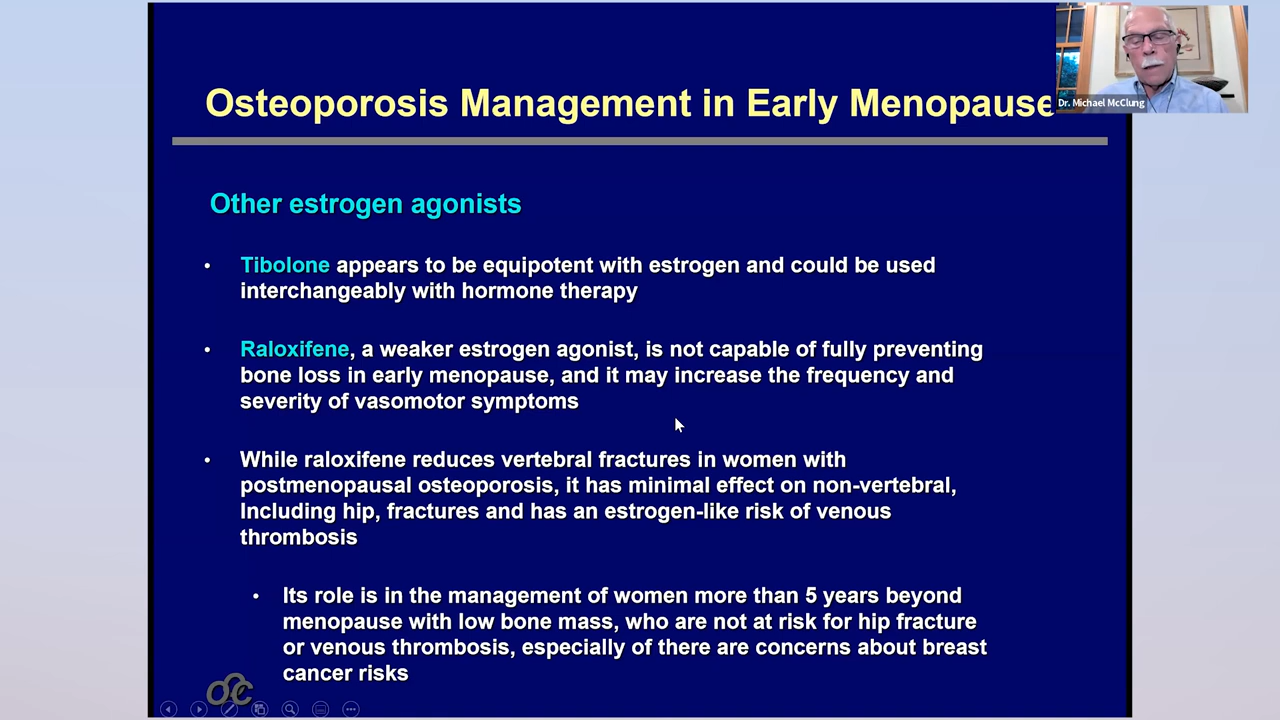 Osteoporosis Management in Early Menopause
Dr. Michael McClung
Other estrogen agonists
• Tibolone appears to be equipotent with estrogen and could be used
interchangeably with hormone therapy
• Raloxifene, a weaker estrogen agonist, is not capable of fully preventing
bone loss in early menopause, and it may increase the frequency and
severity of vasomotor symptoms
• While raloxifene reduces vertebral fractures in women with
postmenopausal osteoporosis, it has minimal effect on non-vertebral,
Including hip, fractures and has an estrogen-like risk of venous
thrombosis
• Its role is in the management of women more than 5 years beyond
menopause with low bone mass, who are not at risk for hip fracture
or venous thrombosis, especially of there are concerns about breast
cancer risks
OC